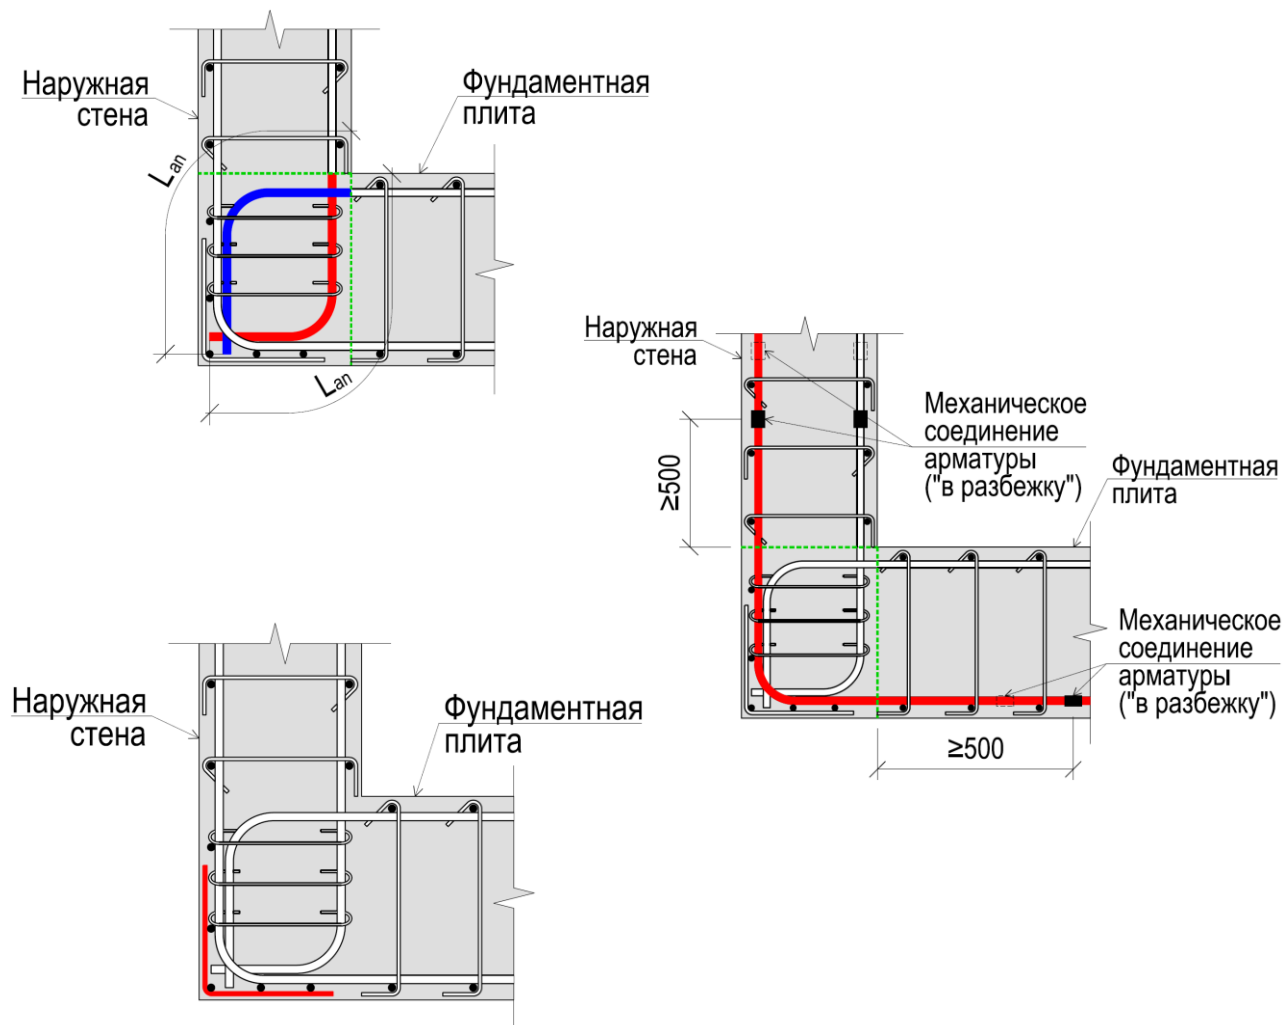 Наружная
стена
Фундаментная
плита
Lan
Lan
Наружная
стена
Механическое
соединение
арматуры
("в разбежку")
Фундаментная
плита
≥500
Механическое
соединение
арматуры
("в разбежку")
≥500
Наружная
стена
Фундаментная
плита